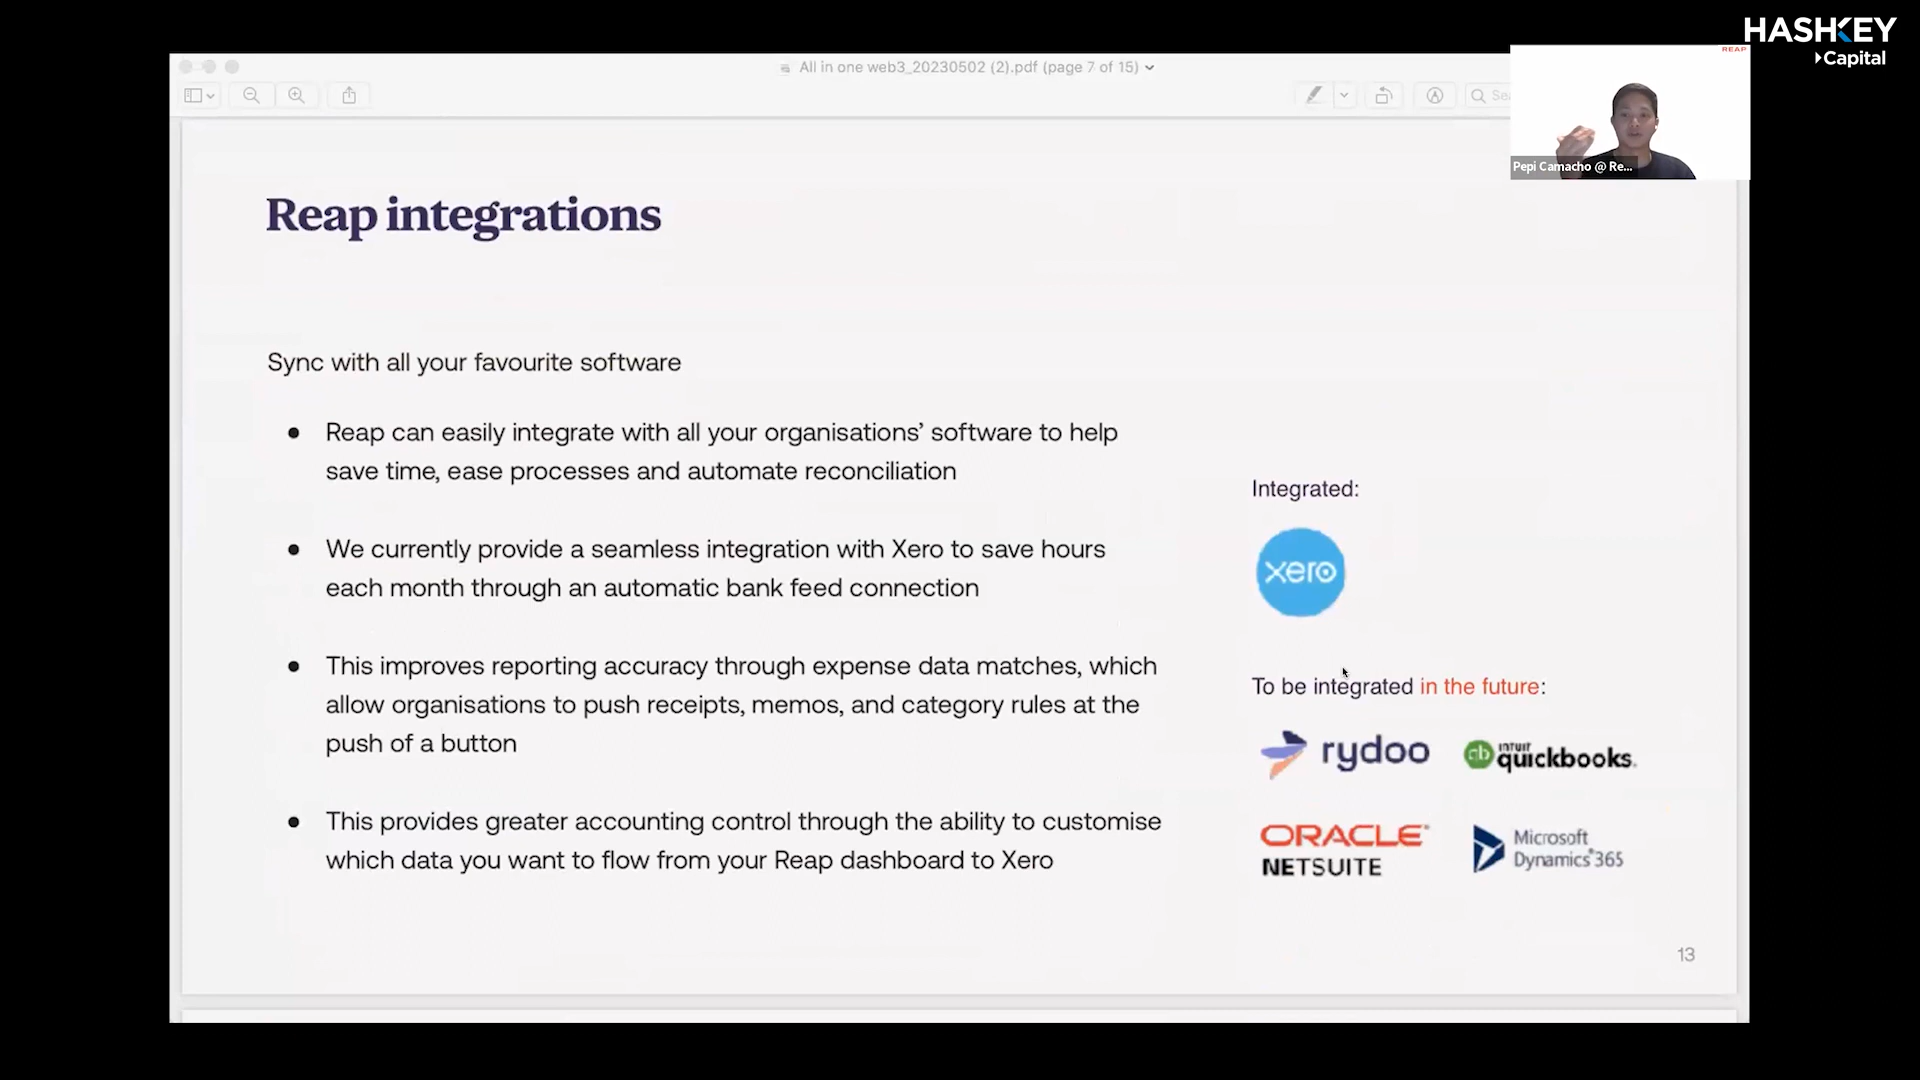 HASHKEY
Capital
All in one web3_20230502 (2).pdf (page 7 of 15)
REAP
Pepi Camacho @ Re...
Reap integrations
Sync with all your favourite software
● Reap can easily integrate with all your organisations’ software to help
save time, ease processes and automate reconciliation
● We currently provide a seamless integration with Xero to save hours
each month through an automatic bank feed connection
● This improves reporting accuracy through expense data matches, which
allow organisations to push receipts, memos, and category rules at the
push of a button
● This provides greater accounting control through the ability to customise
which data you want to flow from your Reap dashboard to Xero
Integrated:
xero
To be integrated in the future:
rydoo
qb INTUIT
quickbooks.
ORACLE®
NETSUITE
Microsoft
Dynamics® 365
13